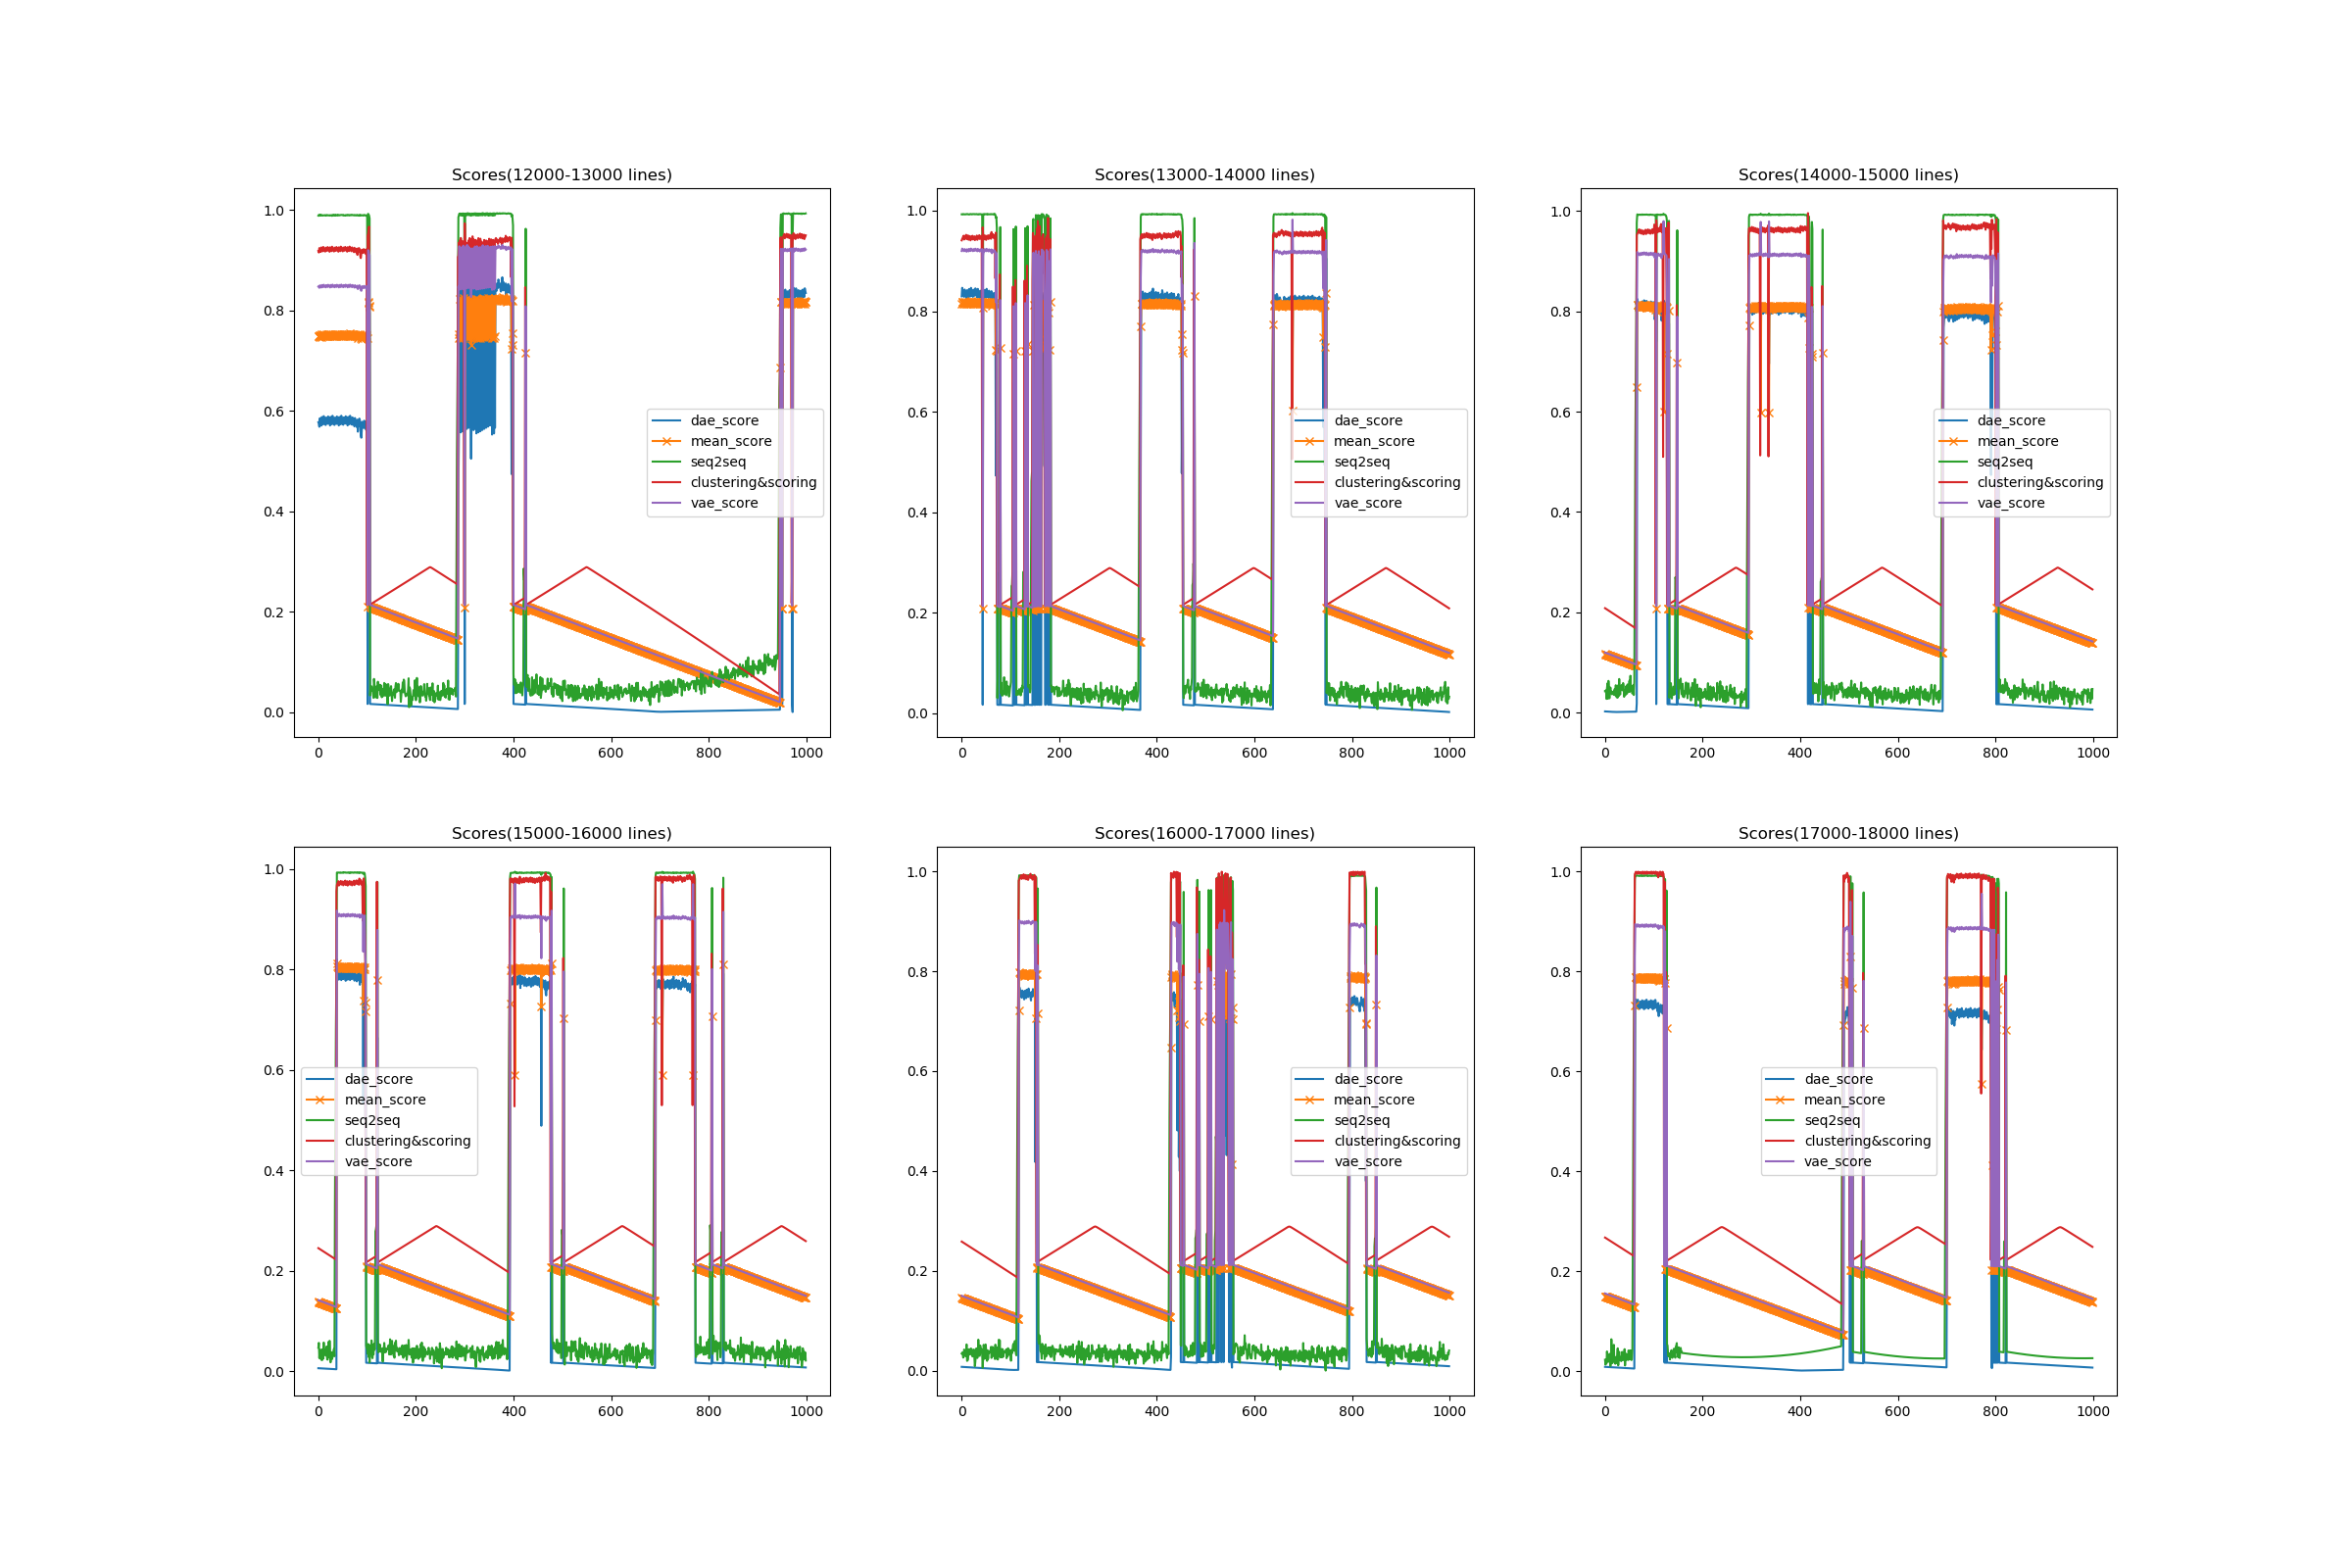 Scores(12000-13000 lines)
1.0
0.8
0.6
0.4
0.2
0.0
dae_score
mean_score
seq2seq
clustering&scoring
vae_score
0 200 400 600 800 1000
Scores(13000-14000 lines)
1.0
0.8
0.6
0.4
0.2
0.0
dae_score
mean_score
seq2seq
clustering&scoring
vae_score
0 200 400 600 800 1000
Scores(14000-15000 lines)
1.0
0.8
0.6
0.4
0.2
0.0
dae_score
mean_score
seq2seq
clustering&scoring
vae_score
0 200 400 600 800 1000
Scores(15000-16000 lines)
1.0
0.8
0.6
0.4
0.2
0.0
dae_score
mean_score
seq2seq
clustering&scoring
vae_score
0 200 400 600 800 1000
Scores(16000-17000 lines)
1.0
0.8
0.6
0.4
0.2
0.0
dae_score
mean_score
seq2seq
clustering&scoring
vae_score
0 200 400 600 800 1000
Scores(17000-18000 lines)
1.0
0.8
0.6
0.4
0.2
0.0
dae_score
mean_score
seq2seq
clustering&scoring
vae_score
0 200 400 600 800 1000